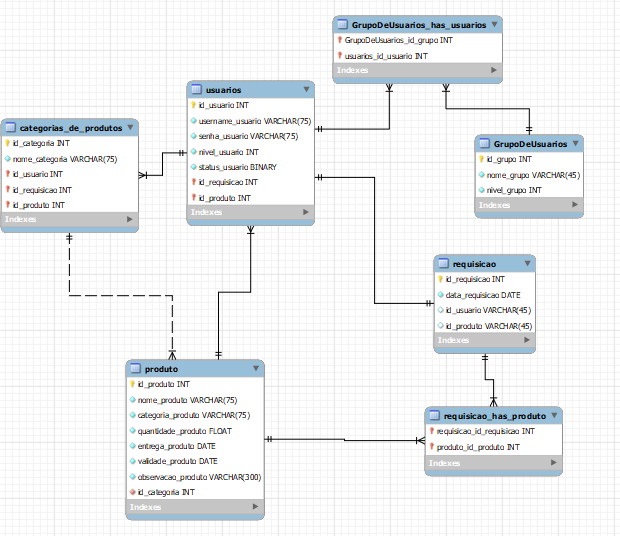 GrupoDeUsuarios_has_usuarios
GrupoDeUsuarios_id_grupo INT
usuarios_id_usuario INT
Indexes
usuarios
id_usuario INT
username_usuario VARCHAR(75)
senha_usuario VARCHAR(75)
nivel_usuario INT
status_usuario BINARY
id_requisicao INT
id_produto INT
Indexes
categorias_de_produtos
id_categoria INT
nome_categoria VARCHAR(75)
id_usuario INT
id_requisicao INT
id_produto INT
Indexes
GrupoDeUsuarios
id_grupo INT
nome_grupo VARCHAR(45)
nivel_grupo INT
Indexes
requisicao
id_requisicao INT
data_requisicao DATE
id_usuario VARCHAR(45)
id_produto VARCHAR(45)
Indexes
produto
id_produto INT
nome_produto VARCHAR(75)
categoria_produto VARCHAR(75)
quantidade_produto FLOAT
entrega_produto DATE
validade_produto DATE
observacao_produto VARCHAR(300)
id_categoria INT
Indexes
requisicao_has_produto
requisicao_id_requisicao INT
produto_id_produto INT
Indexes